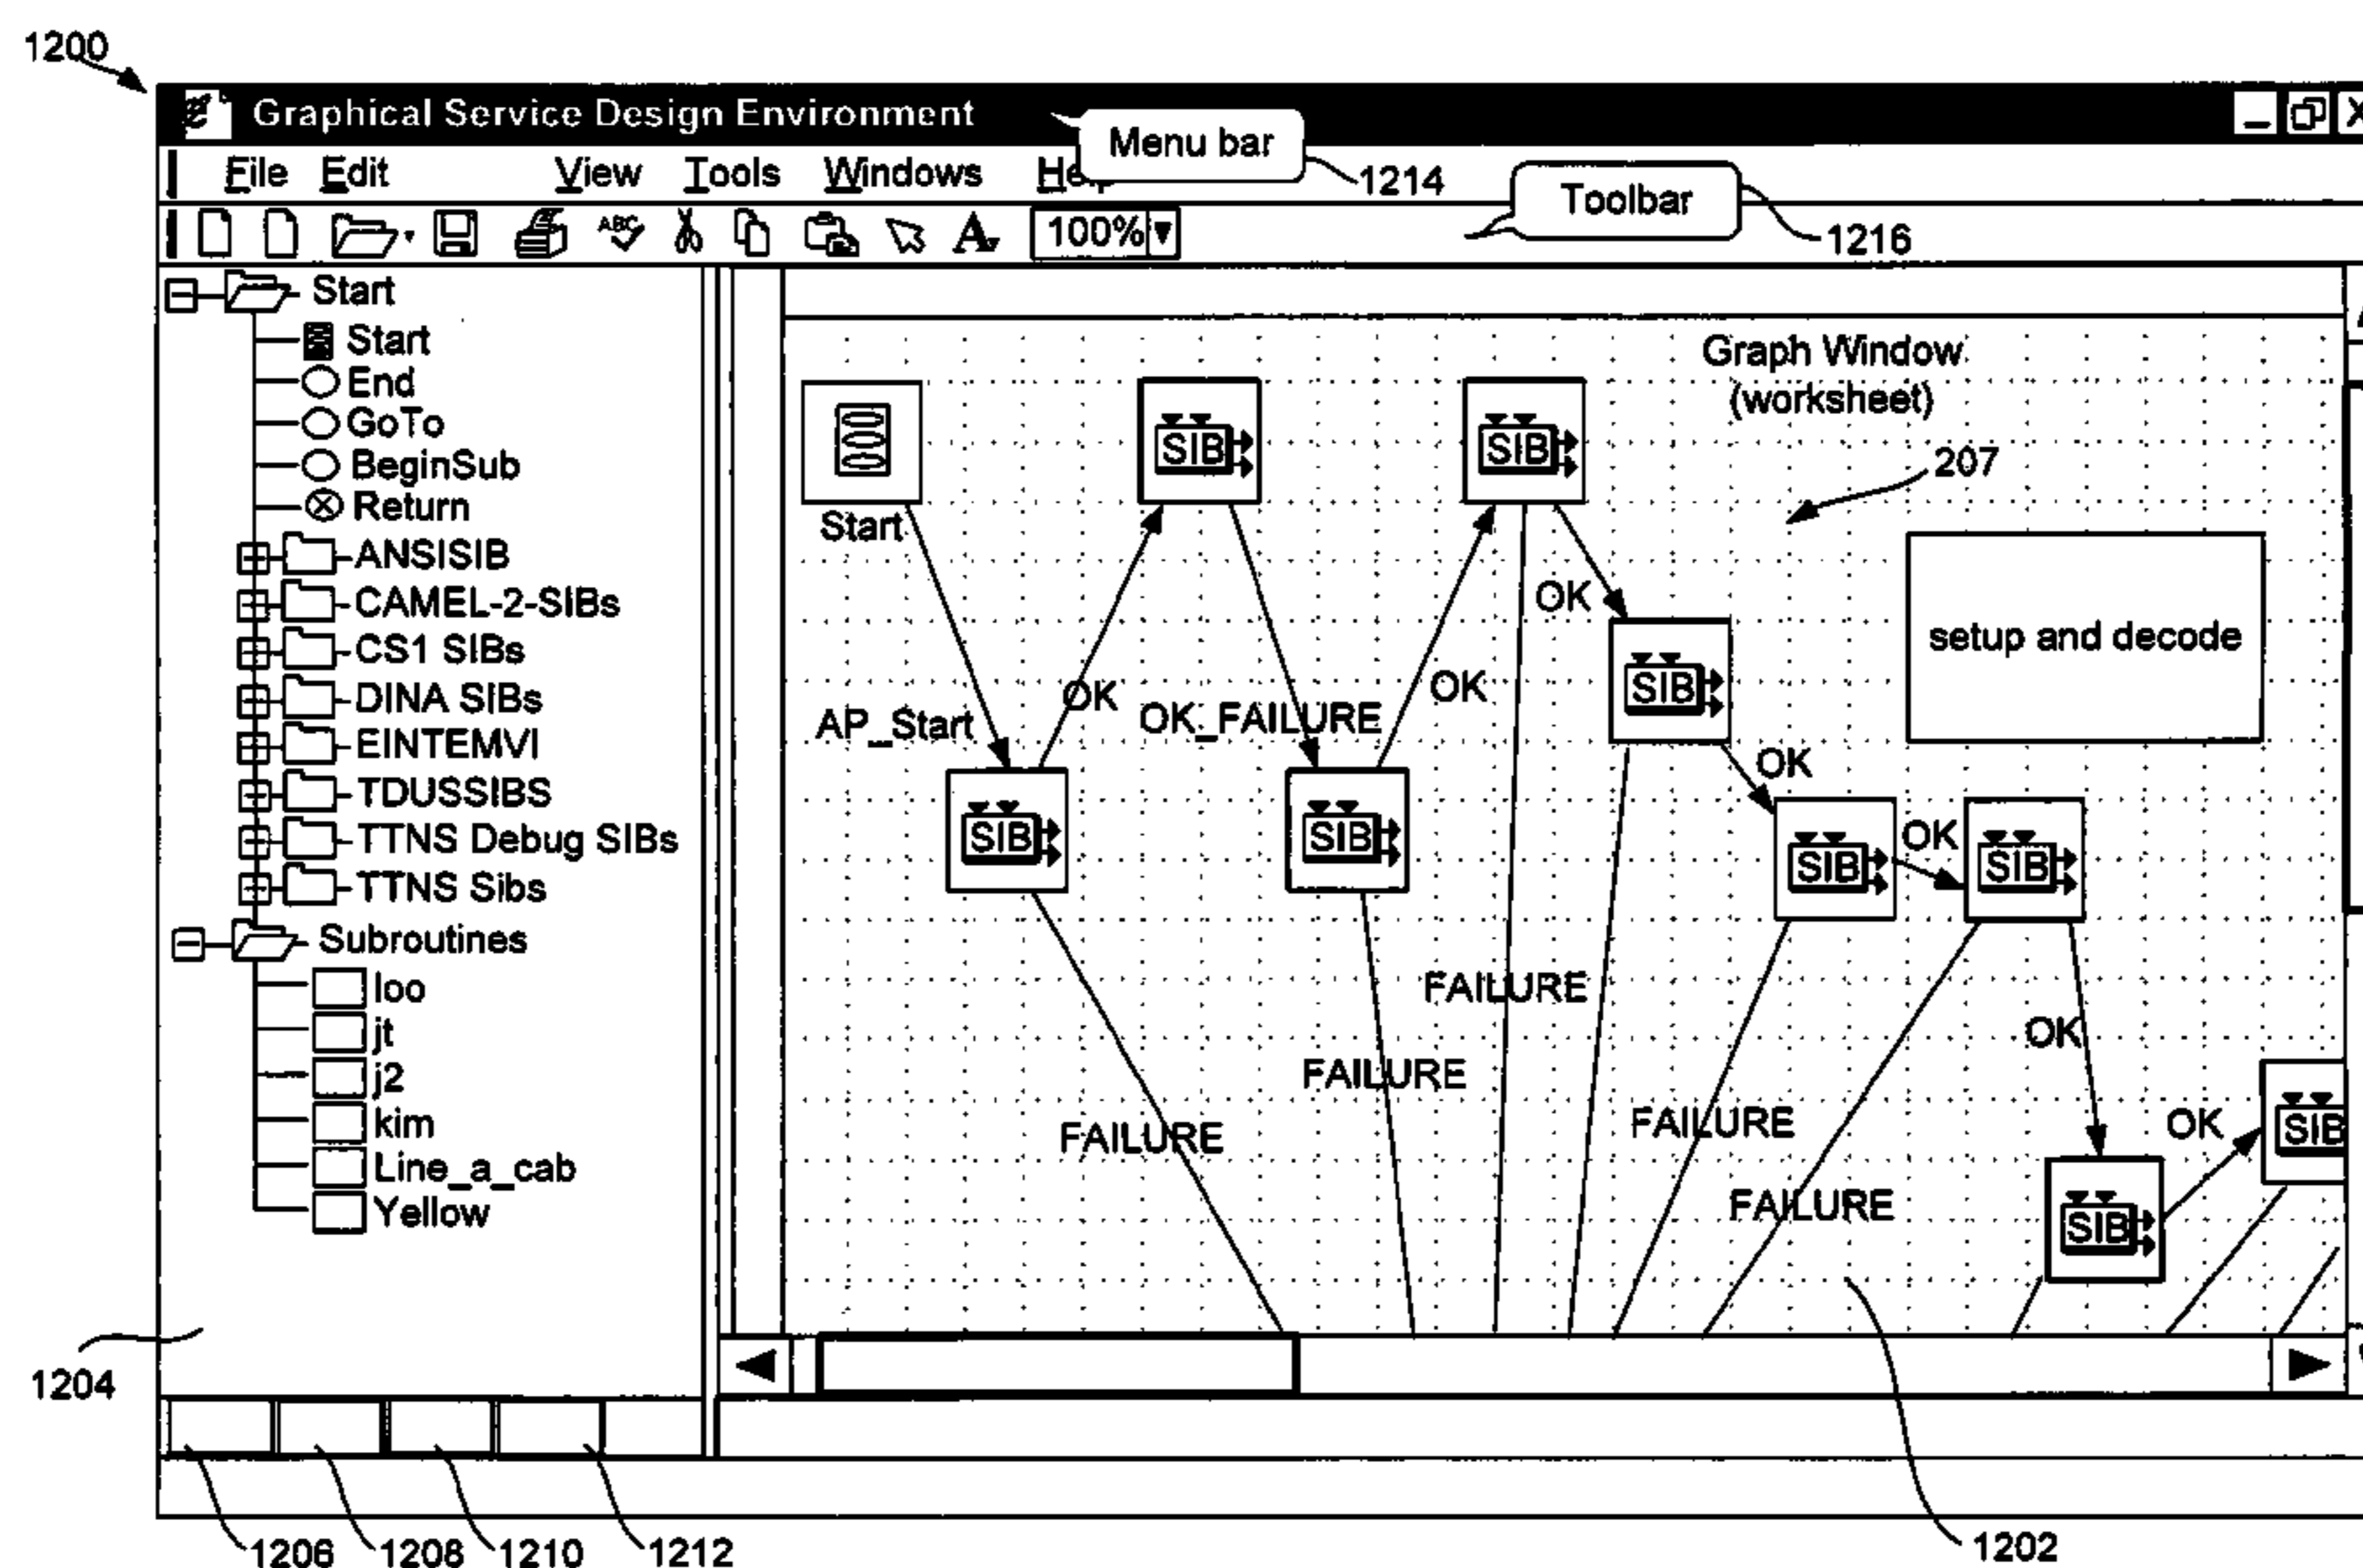 1200
Graphical Service Design Environment
Menu bar
1214
File Edit View Tools Windows Help
Toolbar
1216
ABC
A
100%
Start
Start
End
GoTo
BeginSub
Return
ANSISIB
CAMEL-2-SIBs
CS1 SIBs
DINA SIBs
EINTEMVI
TDUSSIBS
TTNS Debug SIBs
TTNS Sibs
Subroutines
loo
jt
j2
kim
Line_a_cab
Yellow
Graph Window
(worksheet)
207
SIB
SIB
Start
OK
setup and decode
SIB
OK
OK
AP_Start
OK_FAILURE
OK
SIB
SIB
OK
SIB
SIB
FAILURE
OK
FAILURE
FAILURE
FAILURE
OK
SIB
FAILURE
SIB
1204
1206
1208
1210
1212
1202